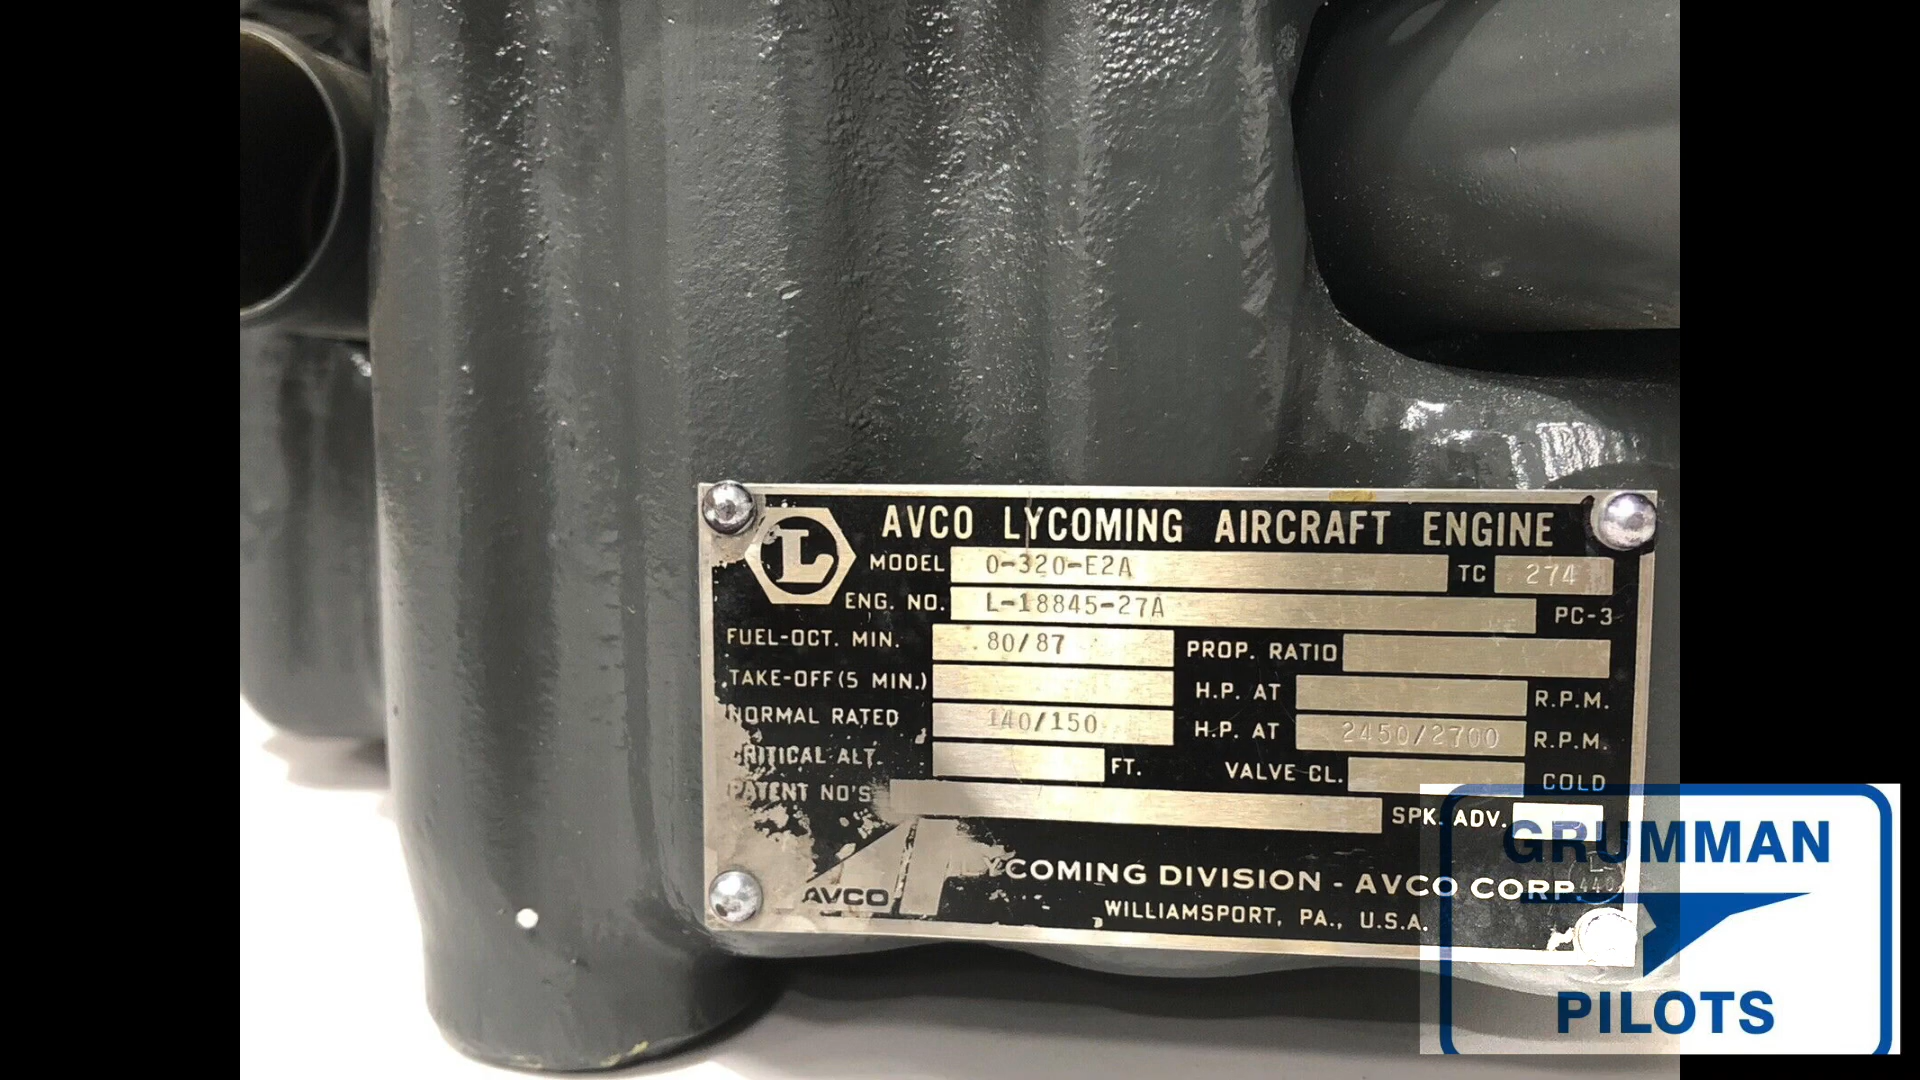 L
AVCO LYCOMING AIRCRAFT ENGINE
MODEL O-320-E2A TC 274
ENG. NO. L-18845-27A PC-3
FUEL-OCT. MIN. 80/87 PROP. RATIO
TAKE-OFF (5 MIN.) H.P. AT R.P.M.
NORMAL RATED 140/150 H.P. AT 2450/2700 R.P.M.
CRITICAL ALT. FT. VALVE CL. COLD
PATENT NO'S SPK. ADV.
LYCOMING DIVISION - AVCO CORP.
AVCO
WILLIAMSPORT, PA., U.S.A.
GRUMMAN
PILOTS